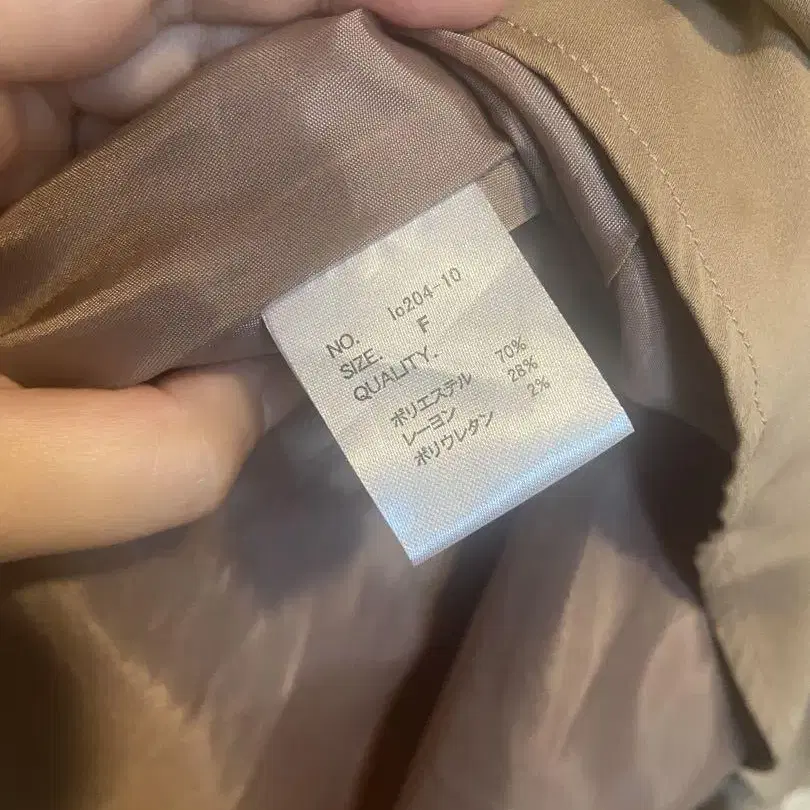 NO. lo204-10
SIZE. F
QUALITY.
ポリエステル 70%
レーヨン 28%
ポリウレタン 2%